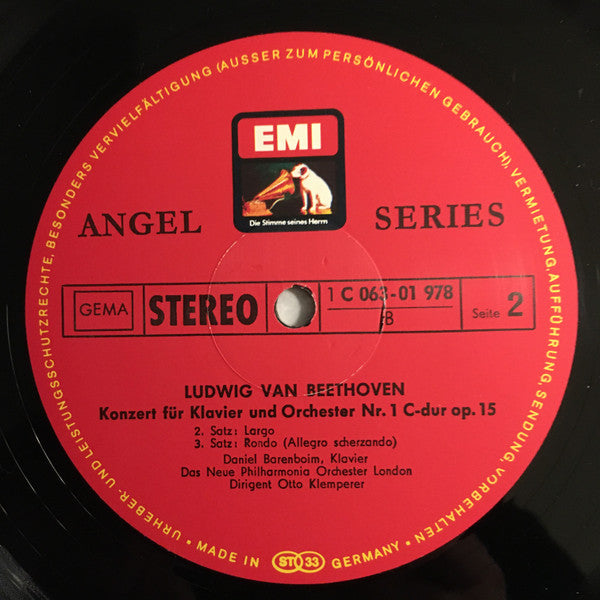 URHEBER- UND LEISTUNGSSCHUTZRECHTE, BESONDERS VERVIELFÄLTIGUNG (AUSSER ZUM PERSÖNLICHEN GEBRAUCH), VERMIETUNG, AUFFÜHRUNG, SENDUNG, VORBEHALTEN •
EMI
Die Stimme seines Herrn
ANGEL SERIES
GEMA STEREO 1 C 063-01 978 Seite 2
B
LUDWIG VAN BEETHOVEN
Konzert für Klavier und Orchester Nr. 1 C-dur op. 15
2. Satz: Largo
3. Satz: Rondo (Allegro scherzando)
Daniel Barenboim, Klavier
Das Neue Philharmonia Orchester London
Dirigent Otto Klemperer
• MADE IN ST 33 GERMANY •